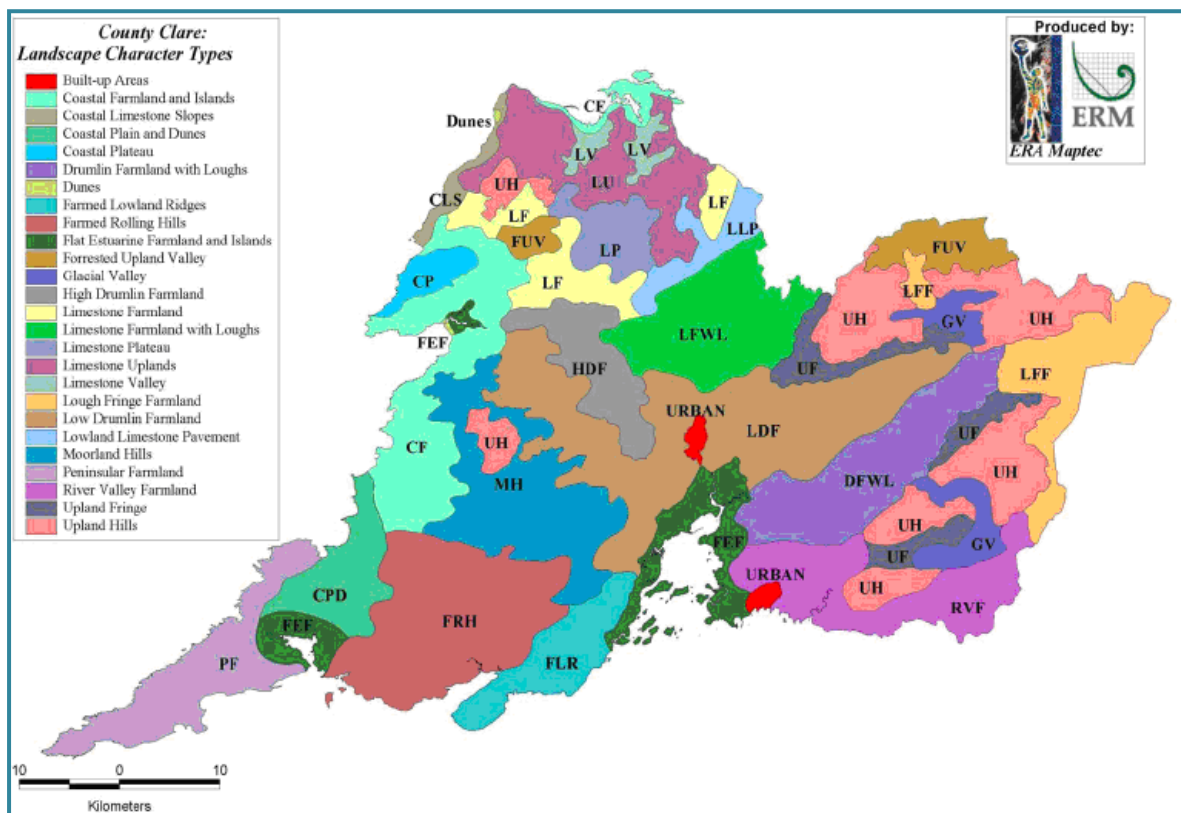 County Clare:
Landscape Character Types
Built-up Areas
Coastal Farmland and Islands
Coastal Limestone Slopes
Coastal Plain and Dunes
Coastal Plateau
Drumlin Farmland with Loughs
Dunes
Farmed Lowland Ridges
Farmed Rolling Hills
Flat Estuarine Farmland and Islands
Forrested Upland Valley
Glacial Valley
High Drumlin Farmland
Limestone Farmland
Limestone Farmland with Loughs
Limestone Plateau
Limestone Uplands
Limestone Valley
Lough Fringe Farmland
Low Drumlin Farmland
Lowland Limestone Pavement
Moorland Hills
Peninsular Farmland
River Valley Farmland
Upland Fringe
Upland Hills
Produced by:
ERM
ERA Maptec
CF
Dunes
LV
LV
UH
LU
CLS
LF
LF
LLP
FUV
LP
FUV
CP
LF
LFF
UH
GV
UH
FEF
LFWL
HDF
UF
LFF
URBAN
LDF
UF
CF
UH
UH
MH
DFWL
UH
FEF
UF
GV
URBAN
UH
CPD
RVF
FEF
FRH
PF
FLR
10 0 10
Kilometers